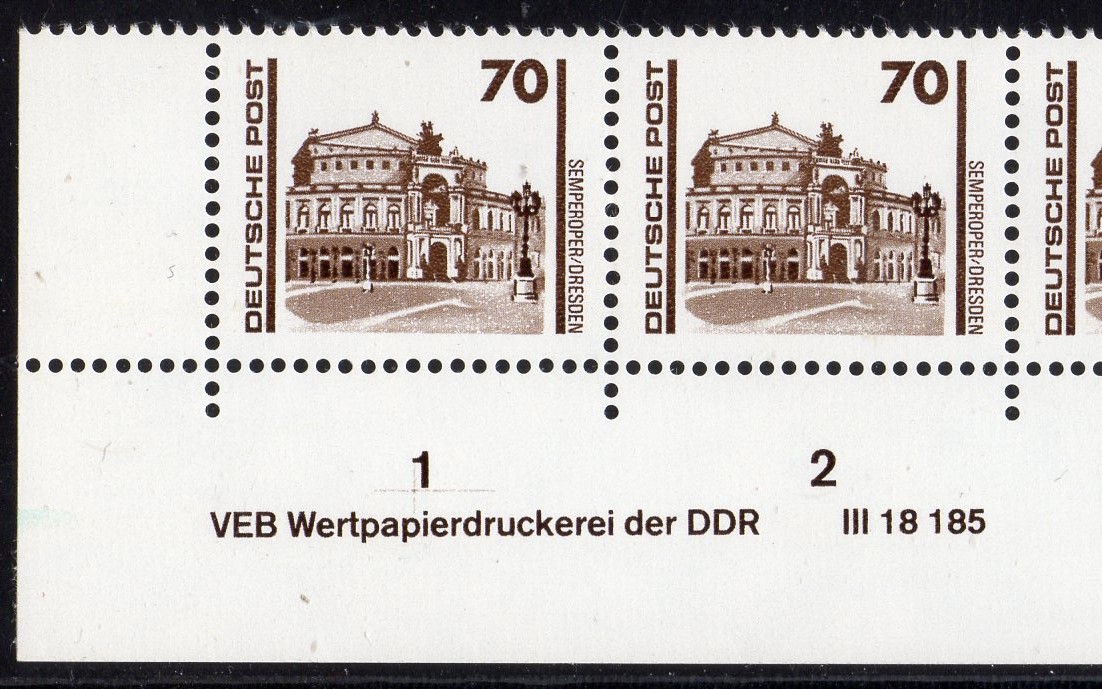 DEUTSCHE POST
70
SEMPEROPER/DRESDEN
DEUTSCHE POST
70
SEMPEROPER/DRESDEN
DEUTSCHE POST
1
2
VEB Wertpapierdruckerei der DDR III 18 185